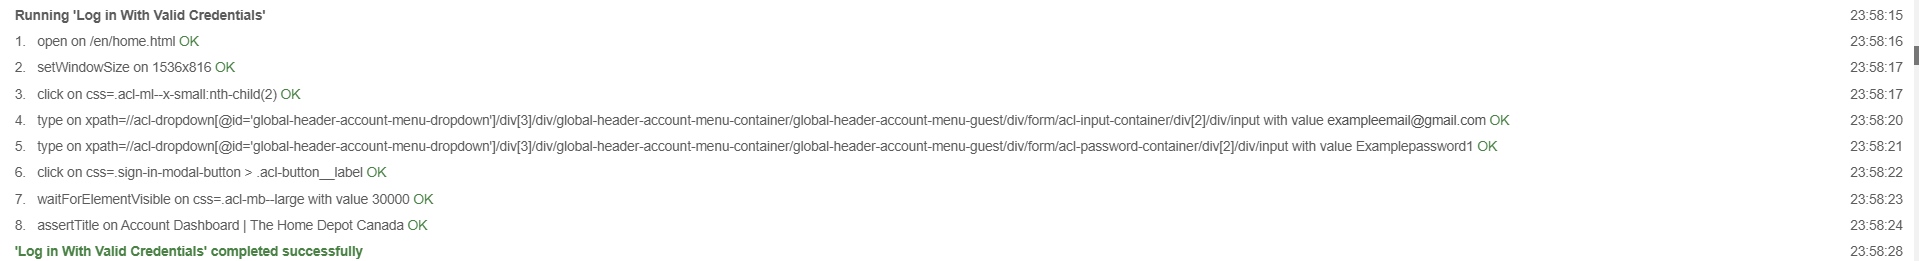 Running 'Log in With Valid Credentials' 23:58:15
1. open on /en/home.html OK 23:58:16
2. setWindowSize on 1536x816 OK 23:58:17
3. click on css=.acl-ml--x-small:nth-child(2) OK 23:58:17
4. type on xpath=//acl-dropdown[@id='global-header-account-menu-dropdown']/div[3]/div/global-header-account-menu-container/global-header-account-menu-guest/div/form/acl-input-container/div[2]/div/input with value exampleemail@gmail.com OK 23:58:20
5. type on xpath=//acl-dropdown[@id='global-header-account-menu-dropdown']/div[3]/div/global-header-account-menu-container/global-header-account-menu-guest/div/form/acl-password-container/div[2]/div/input with value Examplepassword1 OK 23:58:21
6. click on css=.sign-in-modal-button > .acl-button__label OK 23:58:22
7. waitForElementVisible on css=.acl-mb--large with value 30000 OK 23:58:23
8. assertTitle on Account Dashboard | The Home Depot Canada OK 23:58:24
'Log in With Valid Credentials' completed successfully 23:58:28